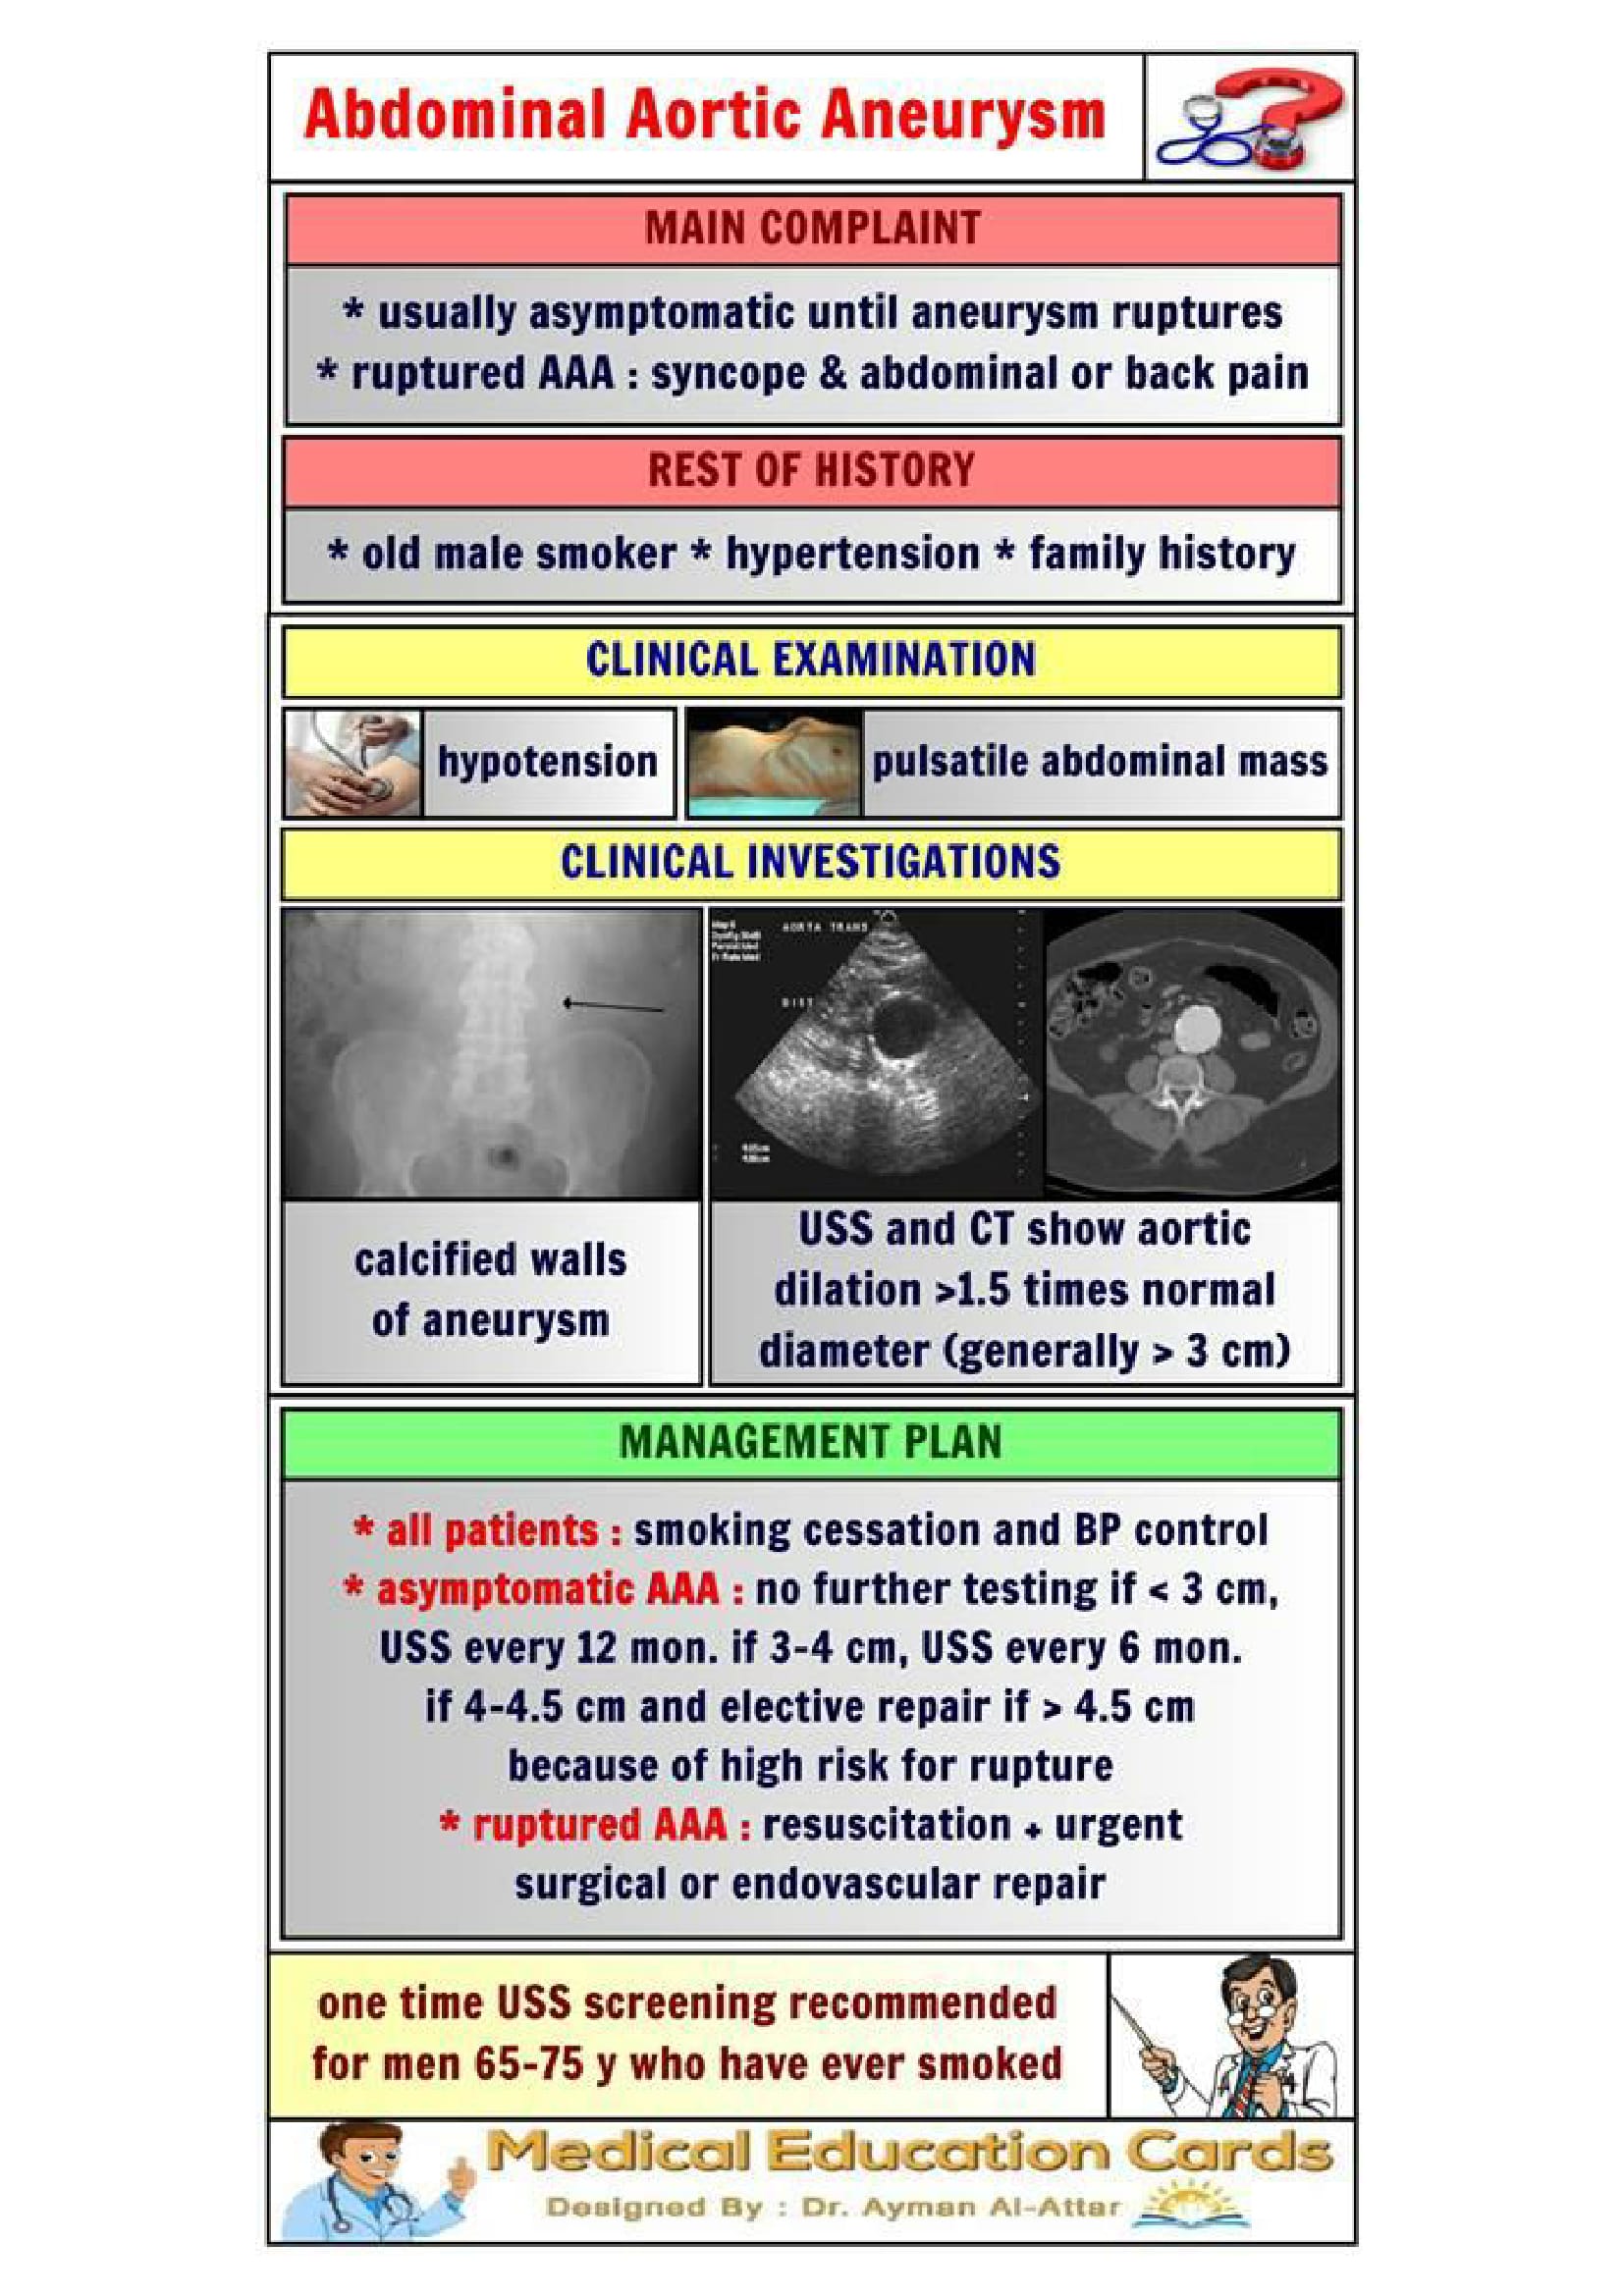 Abdominal Aortic Aneurysm
MAIN COMPLAINT
* usually asymptomatic until aneurysm ruptures
* ruptured AAA : syncope & abdominal or back pain
REST OF HISTORY
* old male smoker * hypertension * family history
CLINICAL EXAMINATION
hypotension
pulsatile abdominal mass
CLINICAL INVESTIGATIONS
AORTA TRANS
DIST
calcified walls
of aneurysm
USS and CT show aortic
dilation >1.5 times normal
diameter (generally > 3 cm)
MANAGEMENT PLAN
* all patients : smoking cessation and BP control
* asymptomatic AAA : no further testing if < 3 cm,
USS every 12 mon. if 3-4 cm, USS every 6 mon.
if 4-4.5 cm and elective repair if > 4.5 cm
because of high risk for rupture
* ruptured AAA : resuscitation + urgent
surgical or endovascular repair
one time USS screening recommended
for men 65-75 y who have ever smoked
Medical Education Cards
Designed By : Dr. Ayman Al-Attar